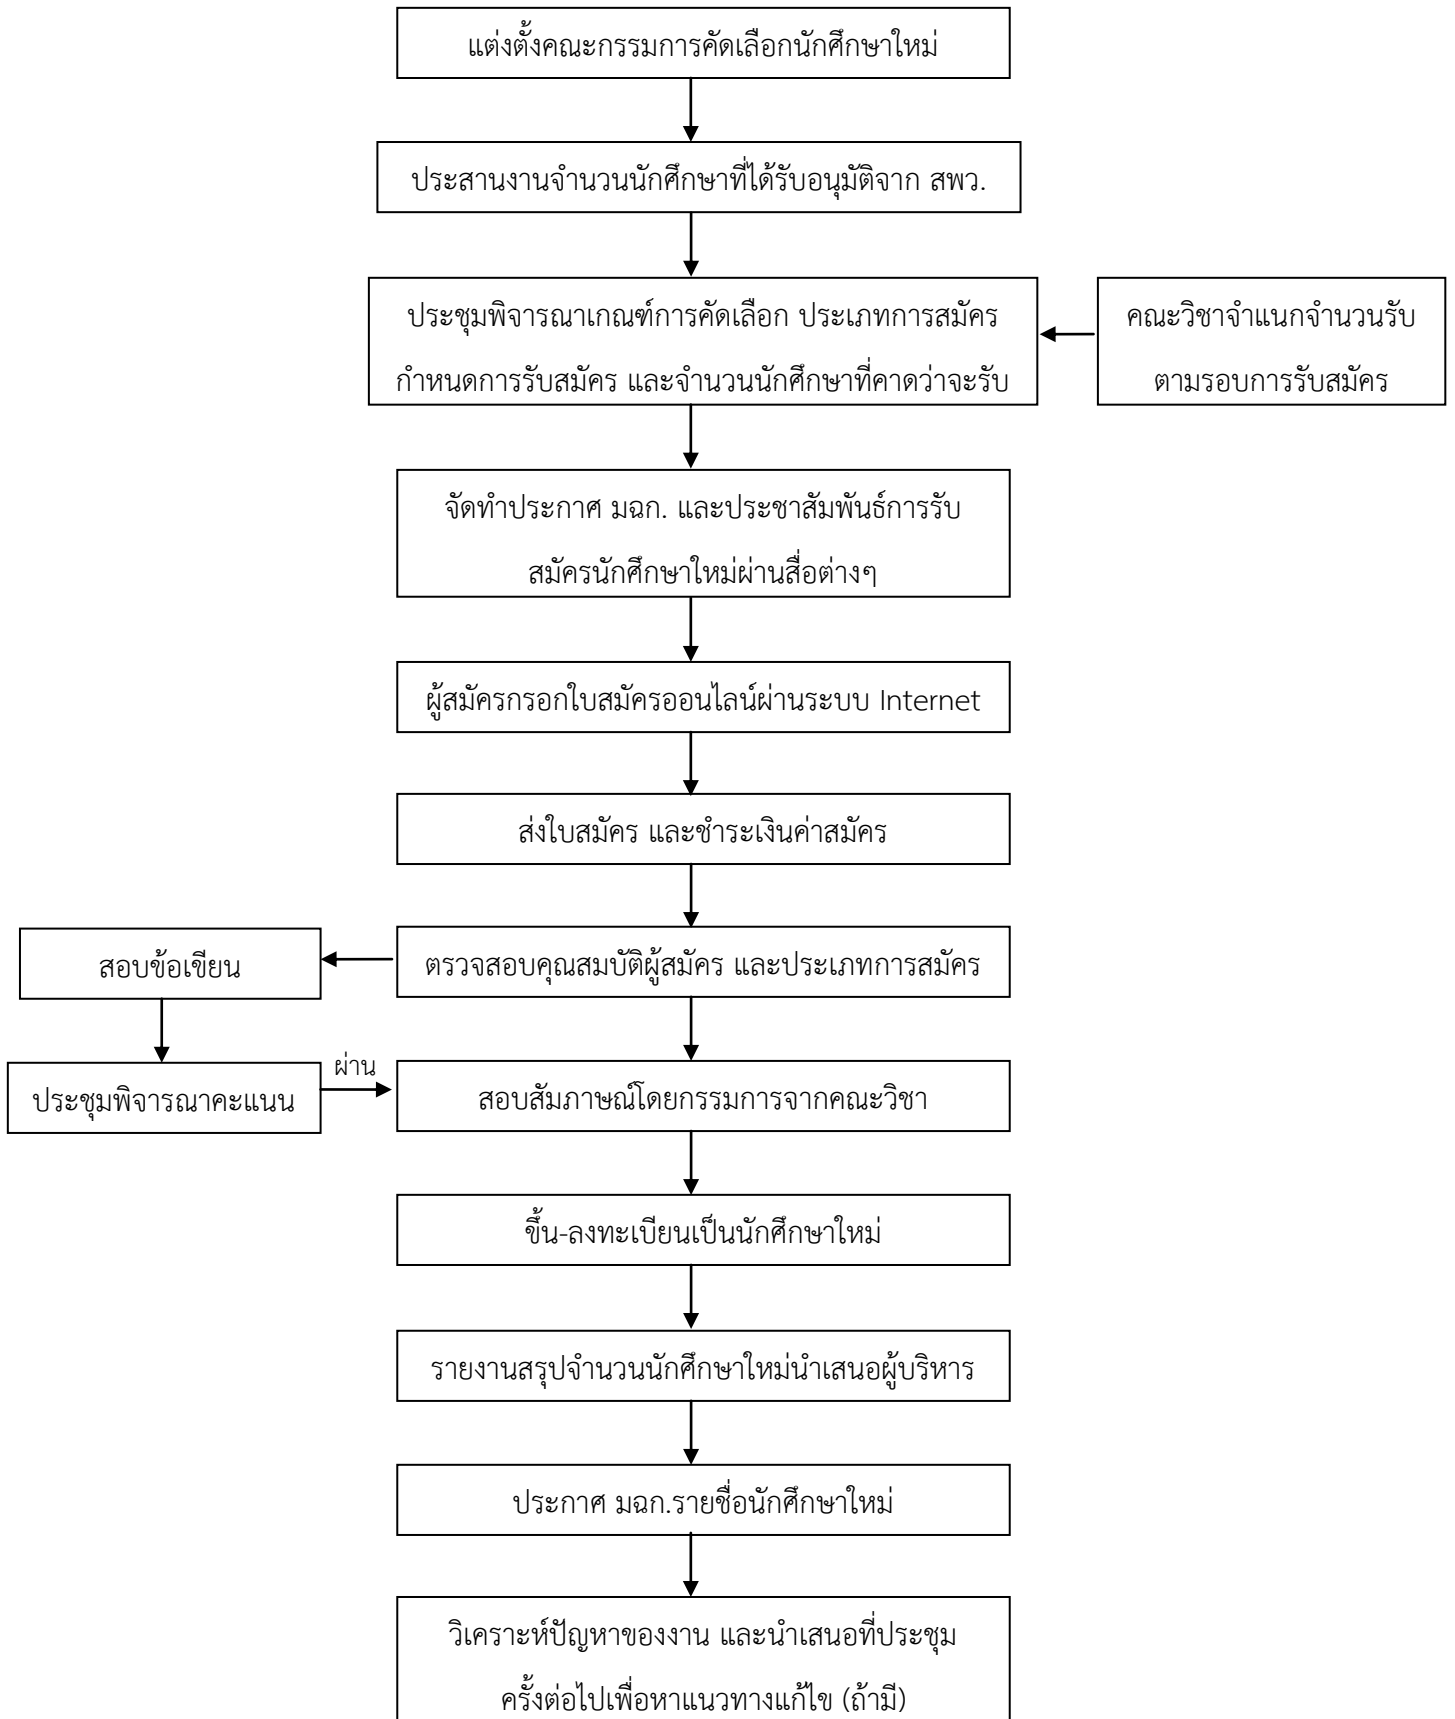 แต่งตั้งคณะกรรมการคัดเลือกนักศึกษาใหม่
ประสานงานจำนวนนักศึกษาที่ได้รับอนุมัติจาก สพว.
ประชุมพิจารณาเกณฑ์การคัดเลือก ประเภทการสมัคร
กำหนดการรับสมัคร และจำนวนนักศึกษาที่คาดว่าจะรับ
คณะวิชาจำแนกจำนวนรับ
ตามรอบการรับสมัคร
จัดทำประกาศ มฉก. และประชาสัมพันธ์การรับ
สมัครนักศึกษาใหม่ผ่านสื่อต่างๆ
ผู้สมัครกรอกใบสมัครออนไลน์ผ่านระบบ Internet
ส่งใบสมัคร และชำระเงินค่าสมัคร
ตรวจสอบคุณสมบัติผู้สมัคร และประเภทการสมัคร
สอบข้อเขียน
ประชุมพิจารณาคะแนน
ผ่าน
สอบสัมภาษณ์โดยกรรมการจากคณะวิชา
ขึ้น-ลงทะเบียนเป็นนักศึกษาใหม่
รายงานสรุปจำนวนนักศึกษาใหม่นำเสนอผู้บริหาร
ประกาศ มฉก.รายชื่อนักศึกษาใหม่
วิเคราะห์ปัญหาของงาน และนำเสนอที่ประชุม
ครั้งต่อไปเพื่อหาแนวทางแก้ไข (ถ้ามี)